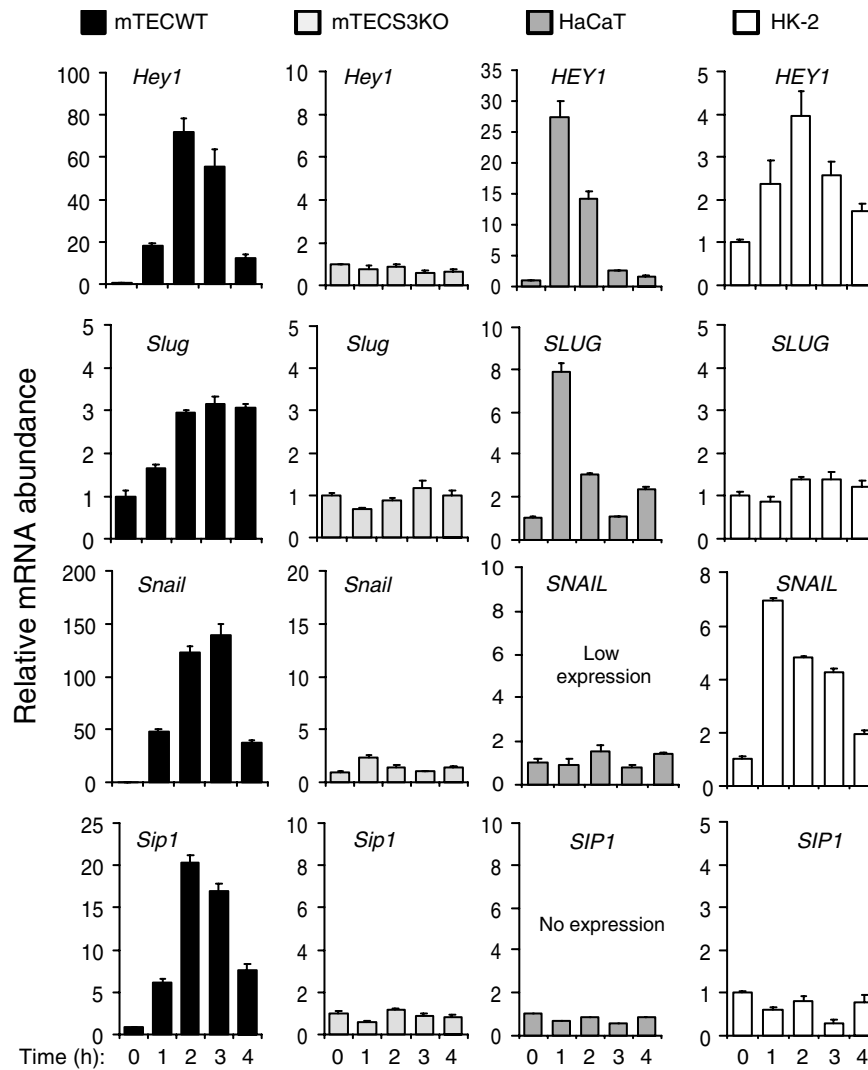 mTECWT mTECS3KO HaCaT HK-2
Hey1 Hey1 HEY1 HEY1
100 80 60 40 20 0
10 8 6 4 2 0
35 30 25 20 15 10 5 0
5 4 3 2 1 0
Slug Slug SLUG SLUG
5 4 3 2 1 0
5 4 3 2 1 0
10 8 6 4 2 0
5 4 3 2 1 0
Relative mRNA abundance
Snail Snail SNAIL SNAIL
200 150 100 50 0
20 15 10 5 0
10 8 6 4 2 0
Low
expression
8 6 4 2 0
Sip1 Sip1 SIP1 SIP1
25 20 15 10 5 0
10 8 6 4 2 0
10 8 6 4 2 0
No expression
5 4 3 2 1 0
Time (h): 0 1 2 3 4 0 1 2 3 4 0 1 2 3 4 0 1 2 3 4